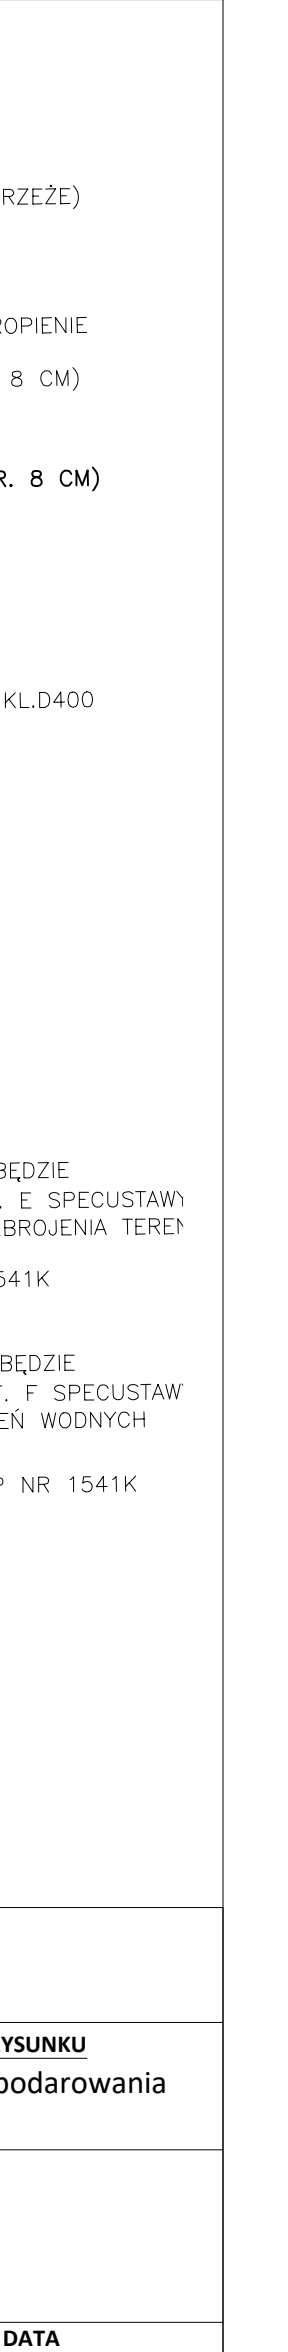 RZEŻE)
ROPIENIE
8 CM)
R. 8 CM)
KL.D400
BĘDZIE
. E SPECUSTAWY
ZBROJENIA TEREN
541K
BĘDZIE
T. F SPECUSTAW
EŃ WODNYCH
P NR 1541K
YSUNKU
podarowania
DATA